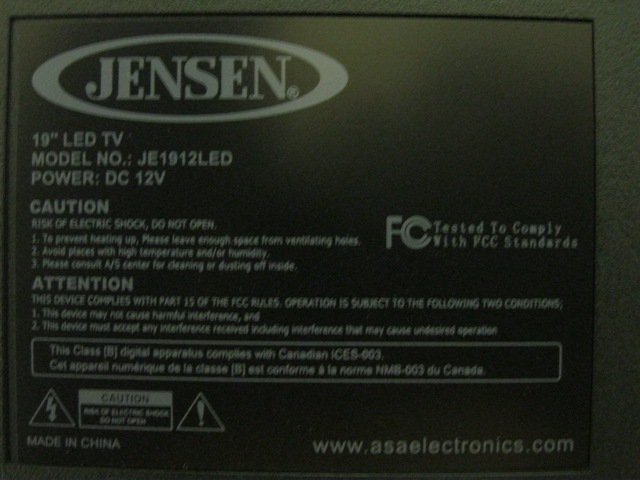 JENSEN®
19" LED TV
MODEL NO.: JE1912LED
POWER: DC 12V
CAUTION
RISK OF ELECTRIC SHOCK, DO NOT OPEN.
1. To prevent heating up, Please leave enough space from ventilating holes.
2. Avoid places with high temperature and/or humidity.
3. Please consult A/S center for cleaning or dusting off inside.
FC Tested To Comply
With FCC Standards
ATTENTION
THIS DEVICE COMPLIES WITH PART 15 OF THE FCC RULES. OPERATION IS SUBJECT TO THE FOLLOWING TWO CONDITIONS;
1. This device may not cause harmful interference, and
2. This device must accept any interference received including interference that may cause undesired operation
This Class [B] digital apparatus complies with Canadian ICES-003.
Cet appareil numérique de la classe [B] est conforme à la norme NMB-003 du Canada.
CAUTION
RISK OF ELECTRIC SHOCK
DO NOT OPEN
MADE IN CHINA
www.asaelectronics.com